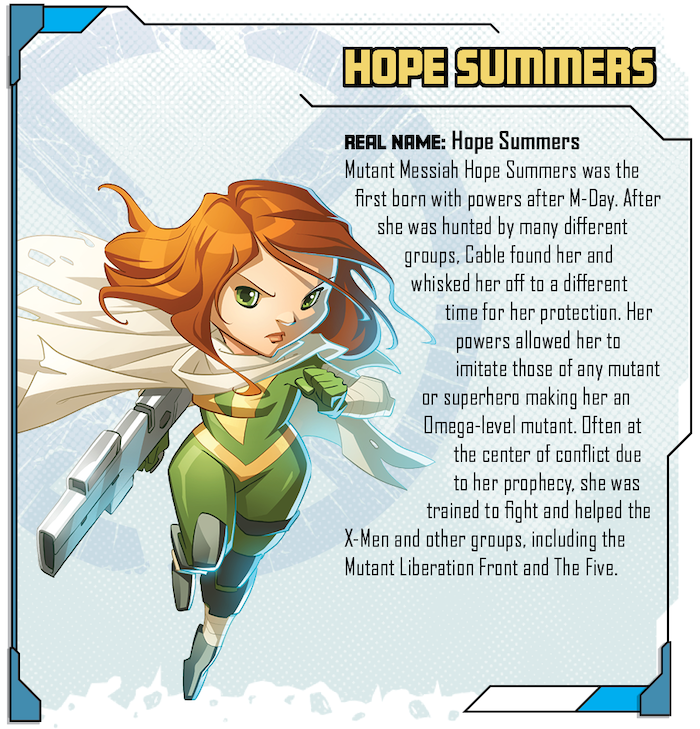 HOPE SUMMERS
REAL NAME: Hope Summers
Mutant Messiah Hope Summers was the
first born with powers after M-Day. After
she was hunted by many different
groups, Cable found her and
whisked her off to a different
time for her protection. Her
powers allowed her to
imitate those of any mutant
or superhero making her an
Omega-level mutant. Often at
the center of conflict due
to her prophecy, she was
trained to fight and helped the
X-Men and other groups, including the
Mutant Liberation Front and The Five.